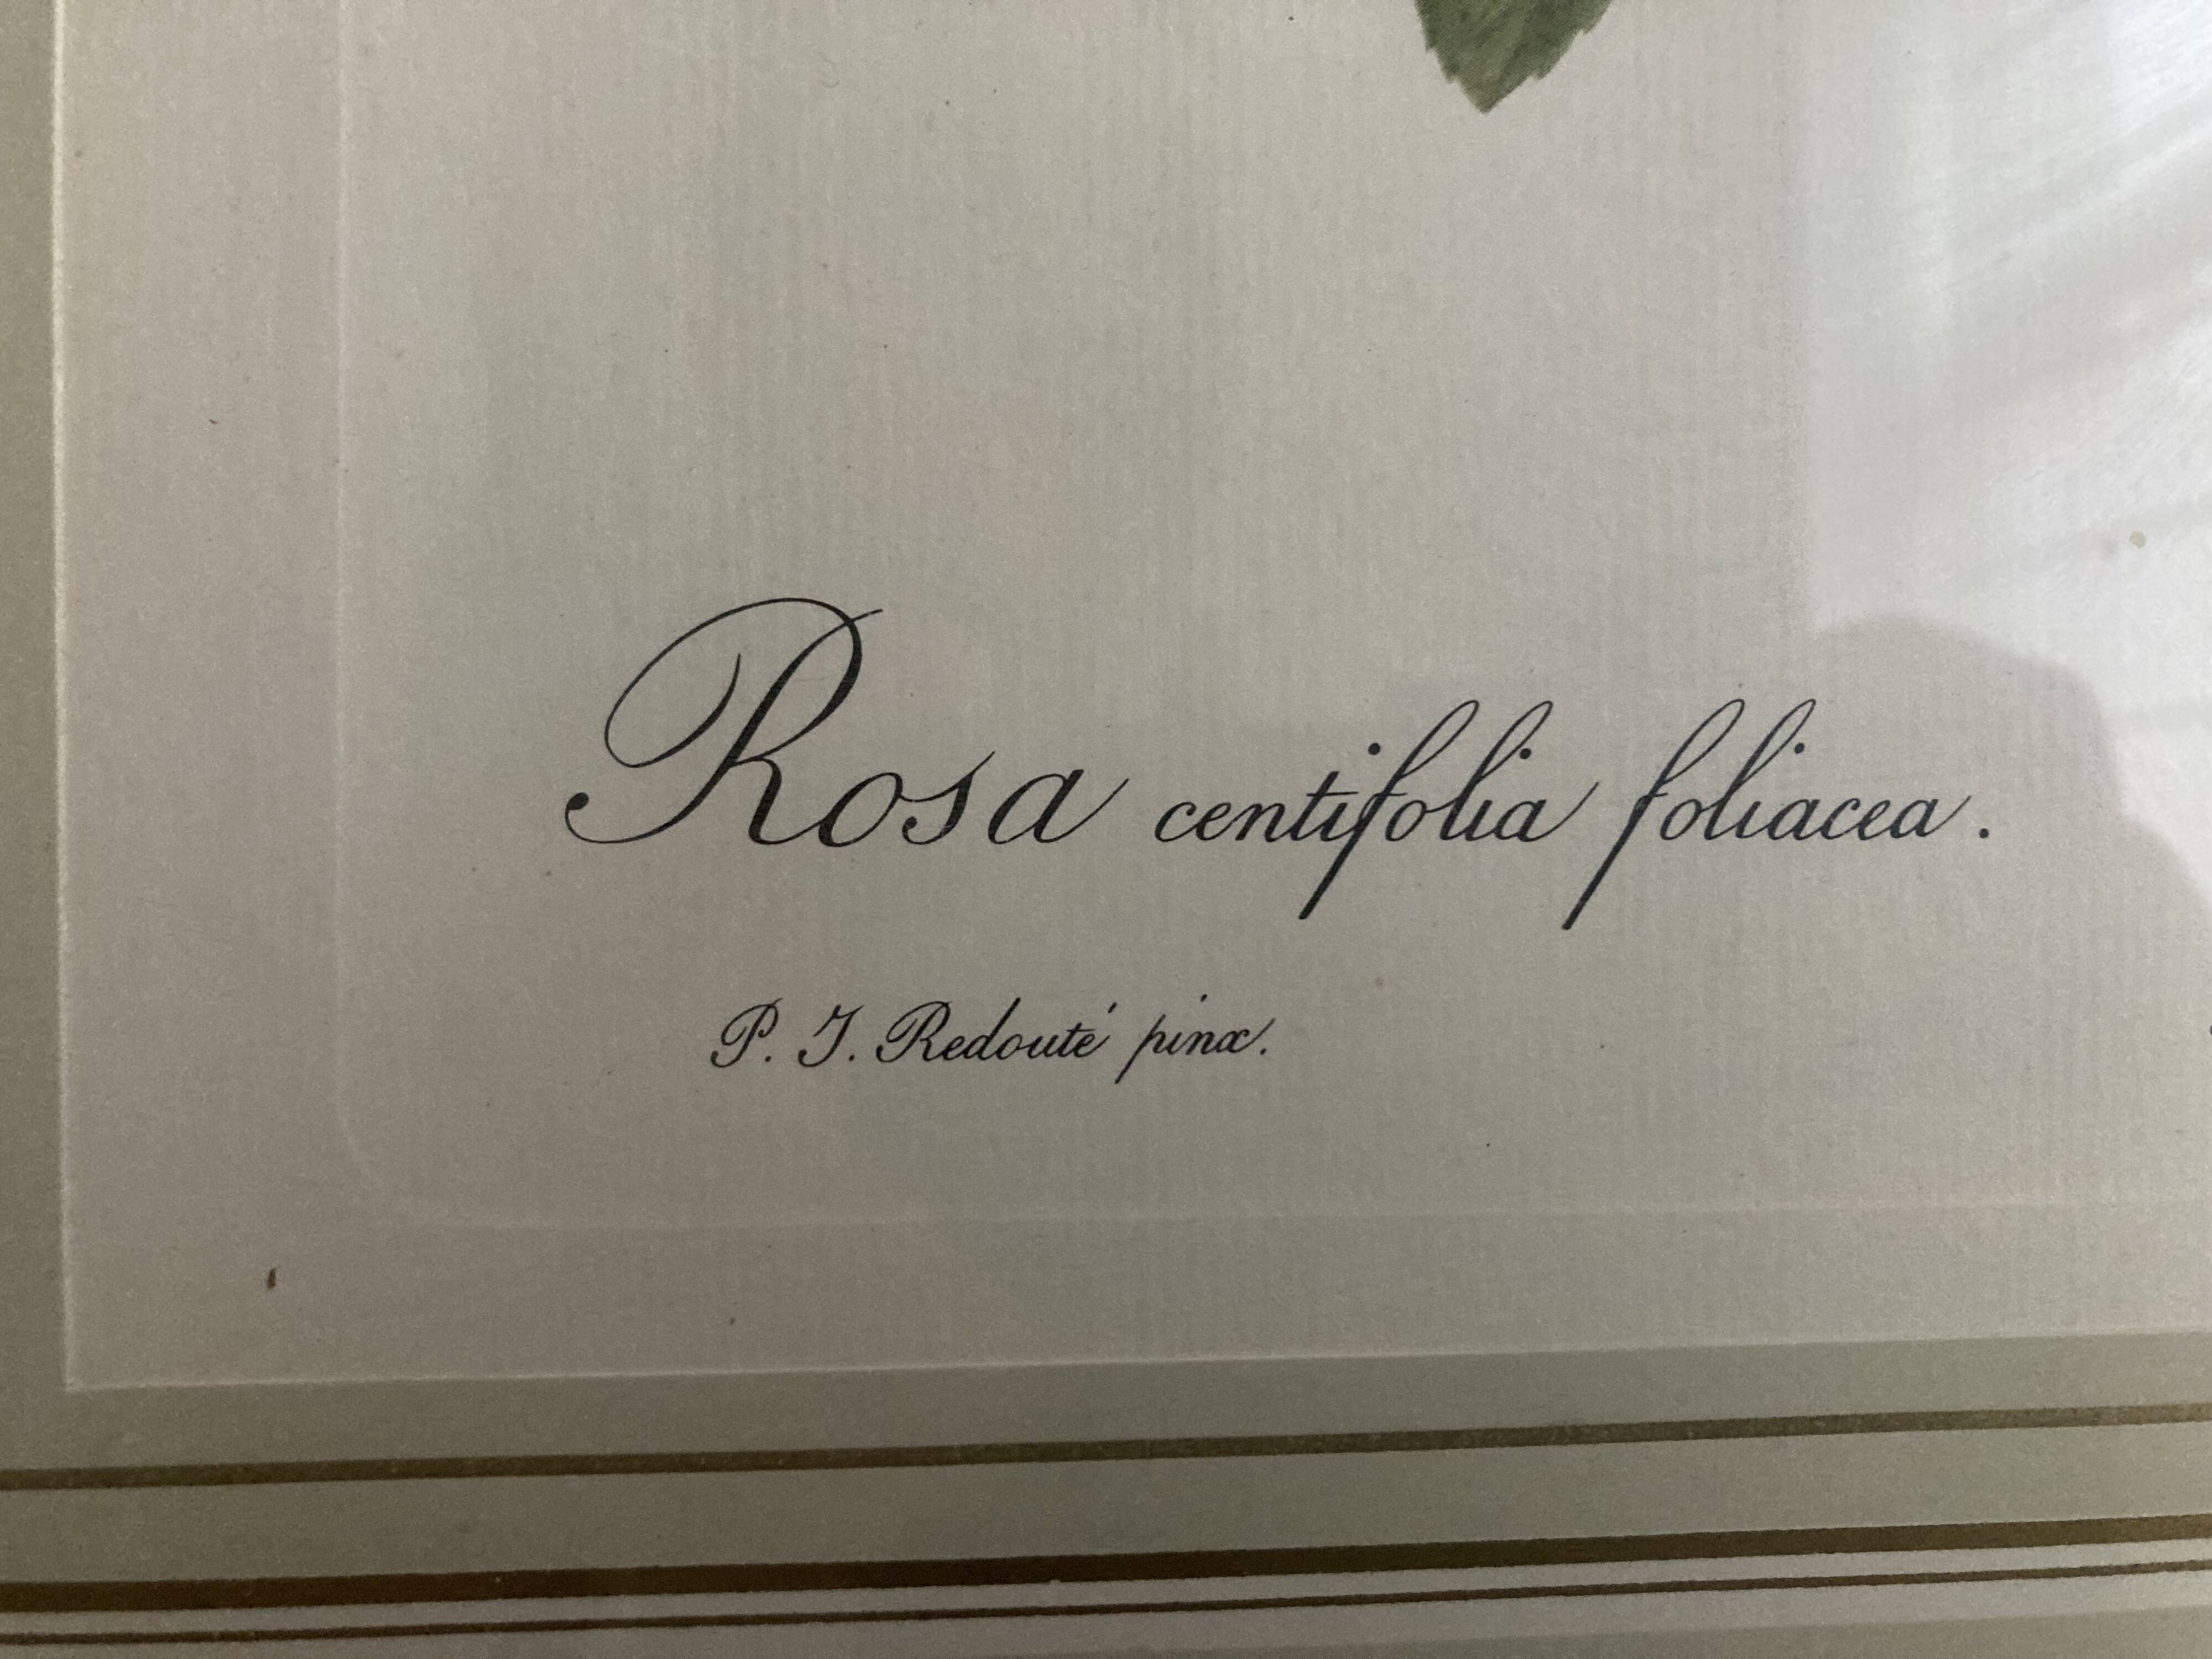 Rosa centifolia foliacea.
P. J. Redouté pinx.